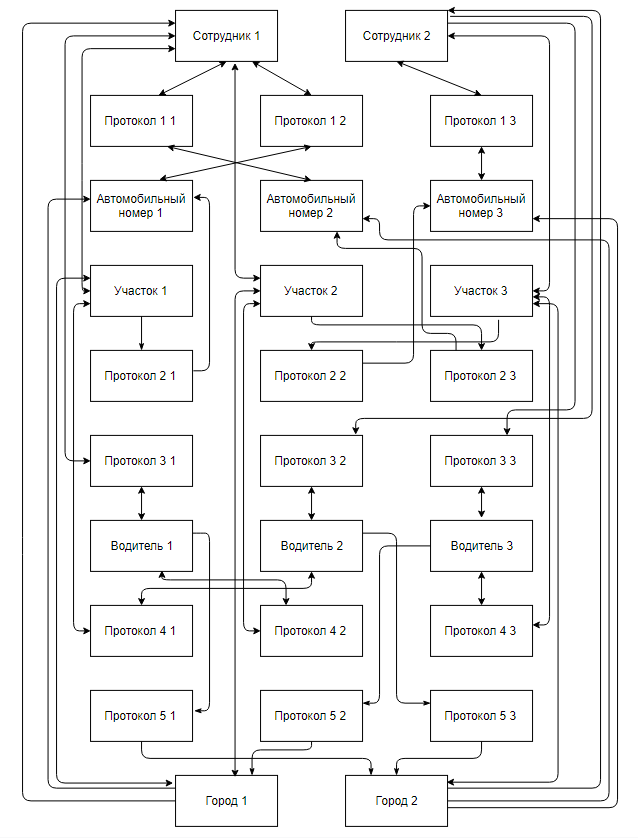 Сотрудник 1
Сотрудник 2
Протокол 1 1
Протокол 1 2
Протокол 1 3
Автомобильный
номер 1
Автомобильный
номер 2
Автомобильный
номер 3
Участок 1
Участок 2
Участок 3
Протокол 2 1
Протокол 2 2
Протокол 2 3
Протокол 3 1
Протокол 3 2
Протокол 3 3
Водитель 1
Водитель 2
Водитель 3
Протокол 4 1
Протокол 4 2
Протокол 4 3
Протокол 5 1
Протокол 5 2
Протокол 5 3
Город 1
Город 2